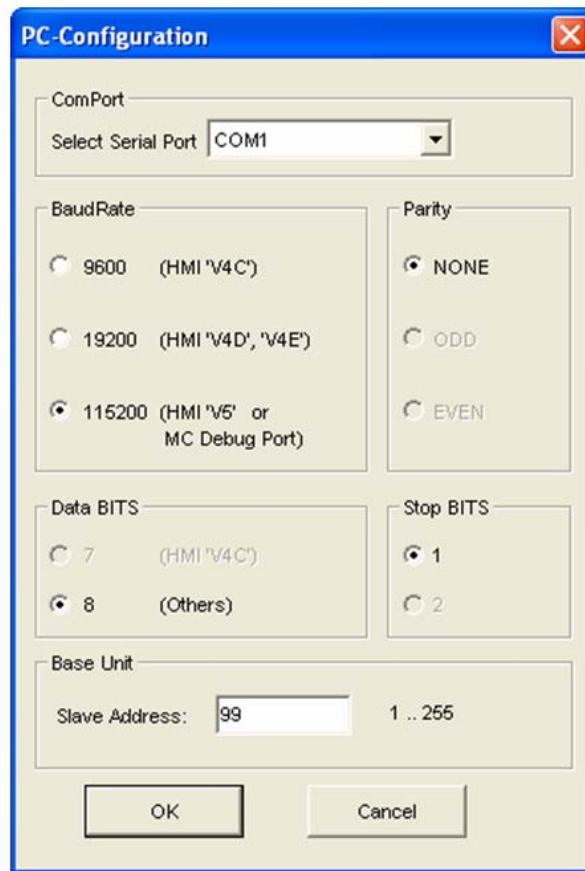 PC-Configuration
ComPort
Select Serial Port COM1
BaudRate
9600 (HMI 'V4C')
19200 (HMI 'V4D', 'V4E')
115200 (HMI 'V5' or
MC Debug Port)
Parity
NONE
ODD
EVEN
Data BITS
7 (HMI 'V4C')
8 (Others)
Stop BITS
1
2
Base Unit
Slave Address: 99 1 .. 255
OK Cancel